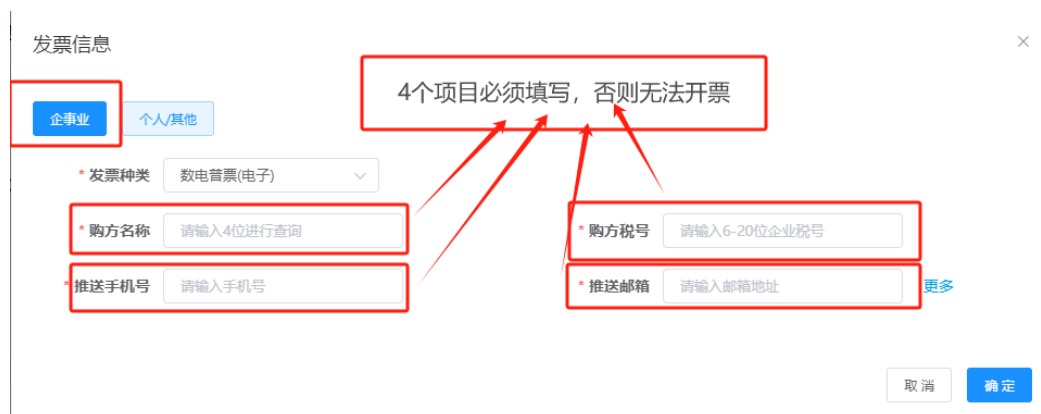 发票信息
4个项目必须填写，否则无法开票
企事业 个人/其他
* 发票种类 数电普票(电子)
* 购方名称 请输入4位进行查询 * 购方税号 请输入6-20位企业税号
* 推送手机号 请输入手机号 * 推送邮箱 请输入邮箱地址 更多
取消 确定